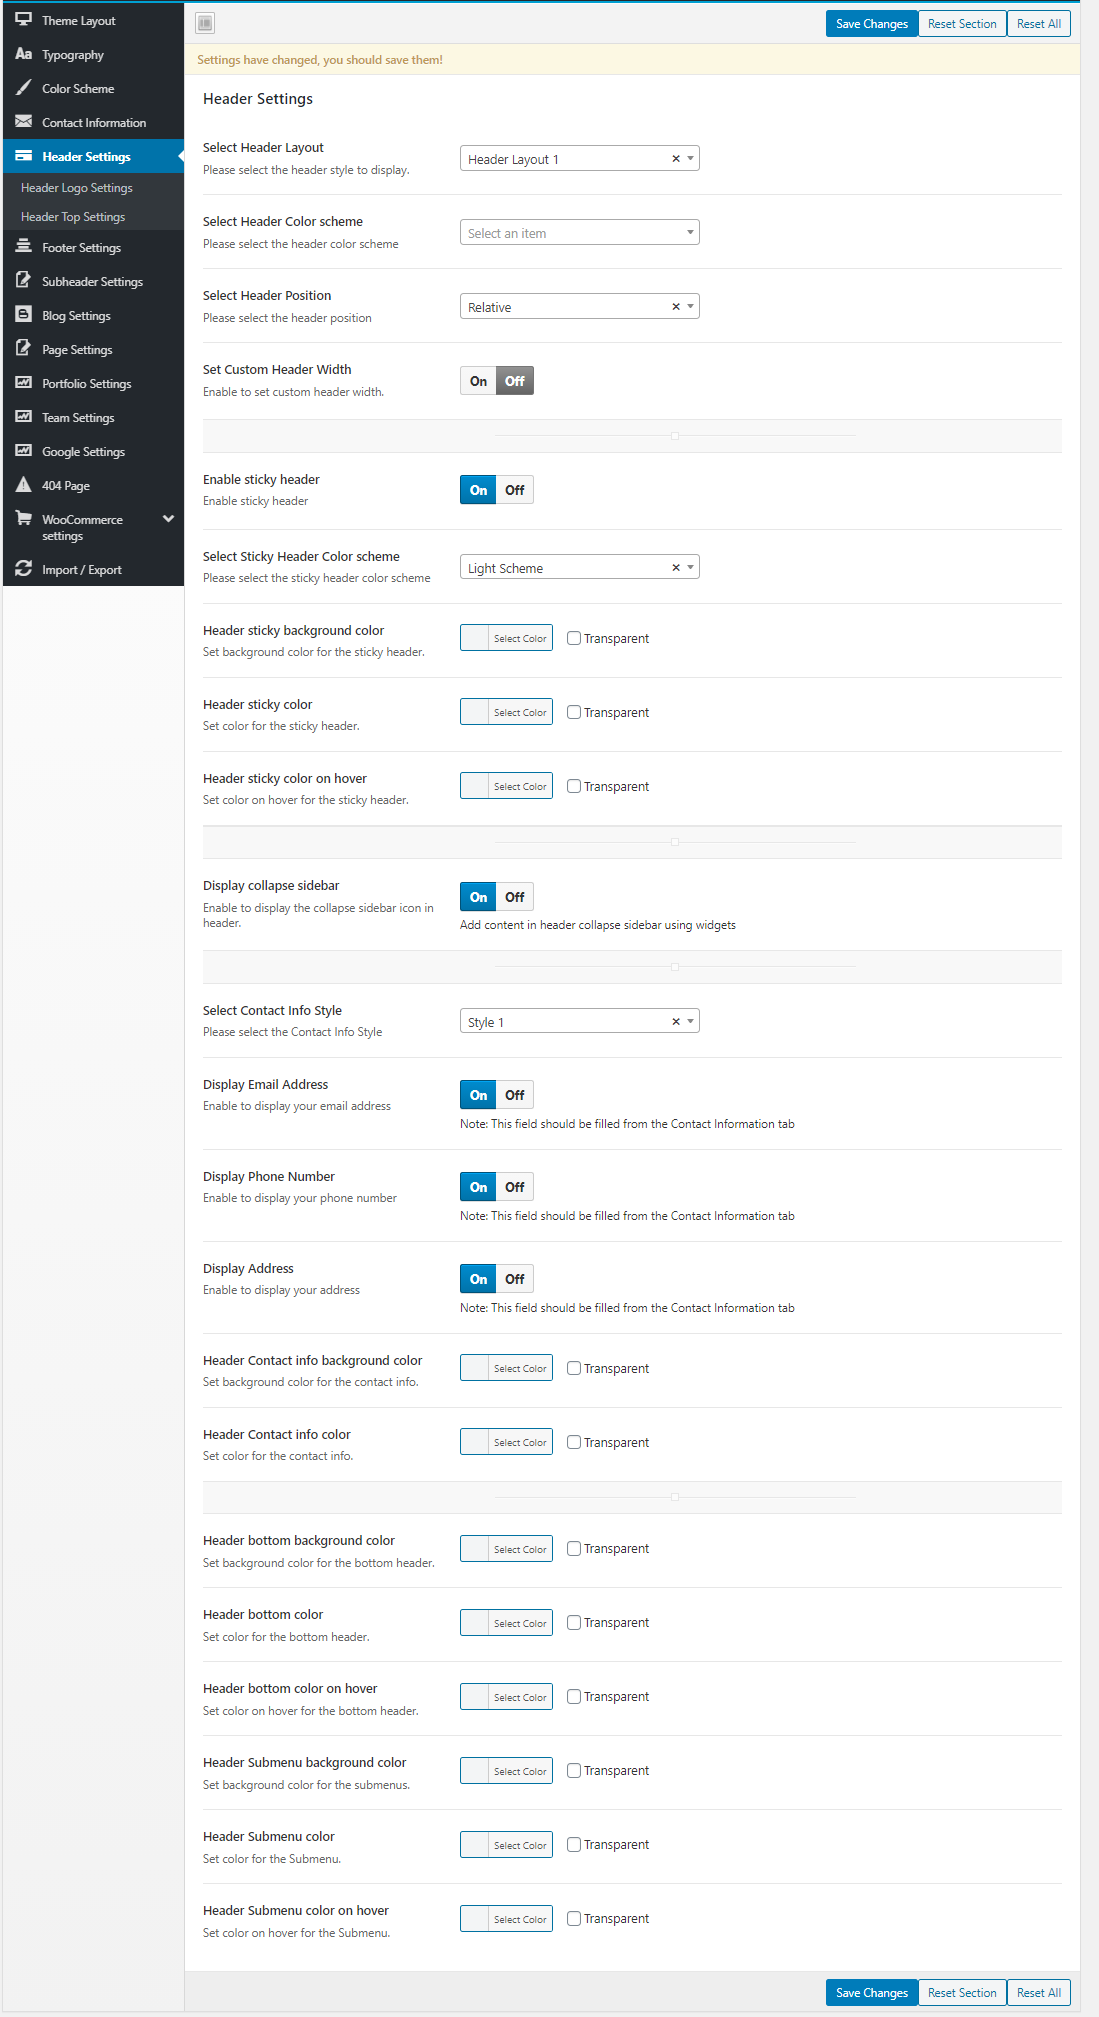 Theme Layout
Typography
Color Scheme
Contact Information
Header Settings
Header Logo Settings
Header Top Settings
Footer Settings
Subheader Settings
Blog Settings
Page Settings
Portfolio Settings
Team Settings
Google Settings
404 Page
WooCommerce
settings
Import / Export
Save Changes Reset Section Reset All
Settings have changed, you should save them!
Header Settings
Select Header Layout
Please select the header style to display.
Header Layout 1
Select Header Color scheme
Please select the header color scheme
Select an item
Select Header Position
Please select the header position
Relative
Set Custom Header Width
Enable to set custom header width.
On Off
Enable sticky header
Enable sticky header
On Off
Select Sticky Header Color scheme
Please select the sticky header color scheme
Light Scheme
Header sticky background color
Set background color for the sticky header.
Select Color Transparent
Header sticky color
Set color for the sticky header.
Select Color Transparent
Header sticky color on hover
Set color on hover for the sticky header.
Select Color Transparent
Display collapse sidebar
Enable to display the collapse sidebar icon in
header.
On Off
Add content in header collapse sidebar using widgets
Select Contact Info Style
Please select the Contact Info Style
Style 1
Display Email Address
Enable to display your email address
On Off
Note: This field should be filled from the Contact Information tab
Display Phone Number
Enable to display your phone number
On Off
Note: This field should be filled from the Contact Information tab
Display Address
Enable to display your address
On Off
Note: This field should be filled from the Contact Information tab
Header Contact info background color
Set background color for the contact info.
Select Color Transparent
Header Contact info color
Set color for the contact info.
Select Color Transparent
Header bottom background color
Set background color for the bottom header.
Select Color Transparent
Header bottom color
Set color for the bottom header.
Select Color Transparent
Header bottom color on hover
Set color on hover for the bottom header.
Select Color Transparent
Header Submenu background color
Set background color for the submenus.
Select Color Transparent
Header Submenu color
Set color for the Submenu.
Select Color Transparent
Header Submenu color on hover
Set color on hover for the Submenu.
Select Color Transparent
Save Changes Reset Section Reset All